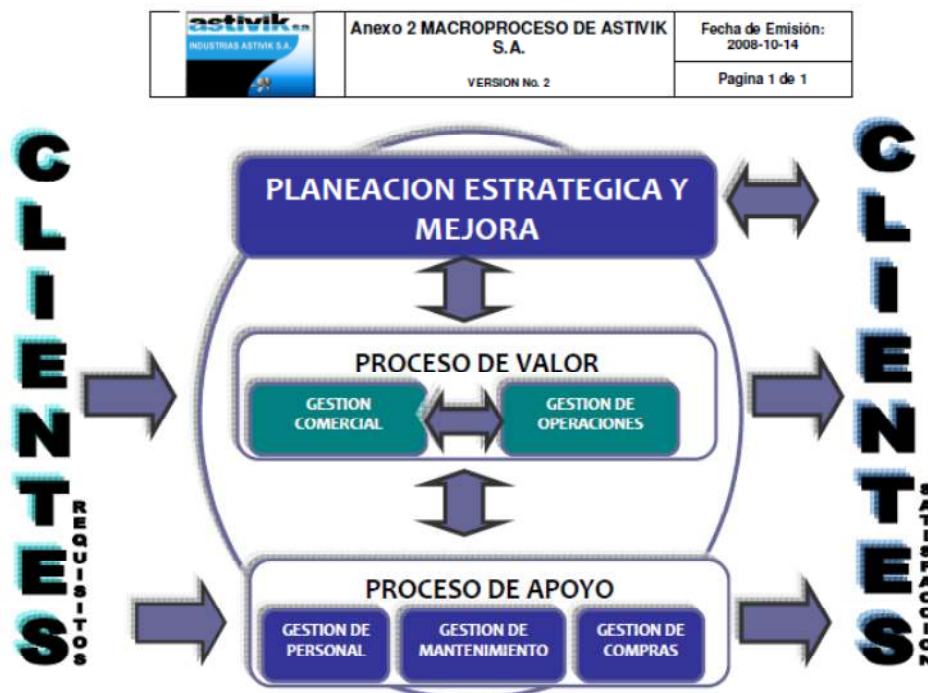 astivik s.a.
INDUSTRIAS ASTIVIK S.A.
Anexo 2 MACROPROCESO DE ASTIVIK
S.A.
VERSION No. 2
Fecha de Emisión:
2008-10-14
Pagina 1 de 1
CLIENTES
REQUISITOS
PLANEACION ESTRATEGICA Y
MEJORA
PROCESO DE VALOR
GESTION
COMERCIAL
GESTION DE
OPERACIONES
PROCESO DE APOYO
GESTION DE
PERSONAL
GESTION DE
MANTENIMIENTO
GESTION DE
COMPRAS
CLIENTES
SATISFACCION